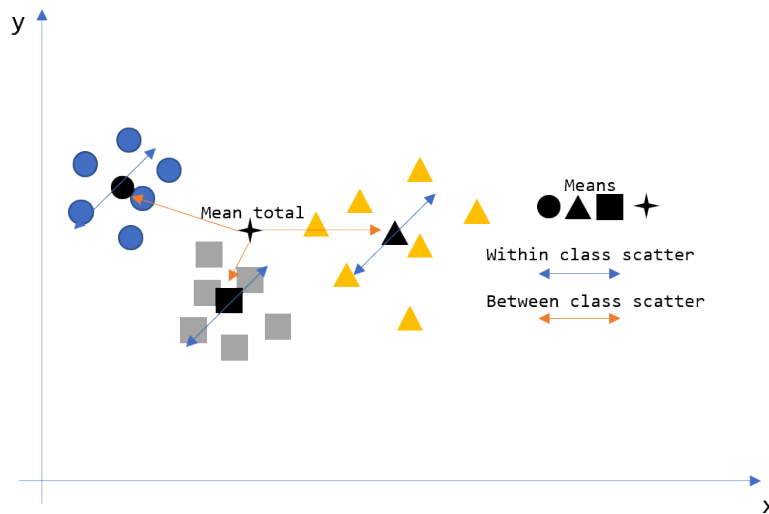 y
Means
Mean total
Within class scatter
Between class scatter
x